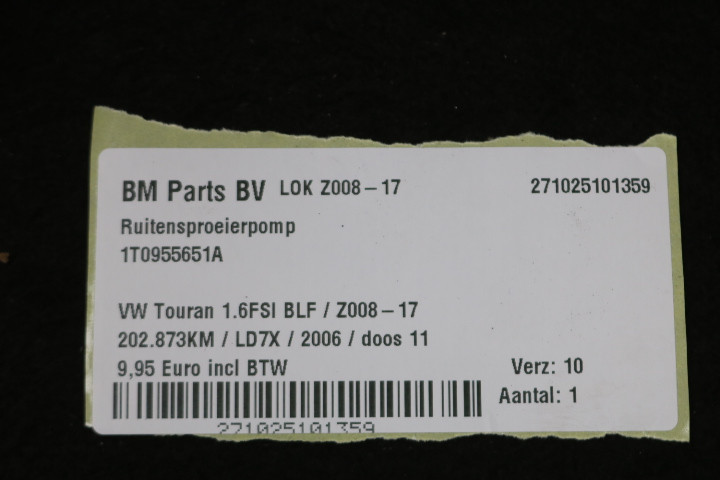 BM Parts BV LOK Z008-17 271025101359
Ruitensproeierpomp
1T0955651A
VW Touran 1.6FSI BLF / Z008-17
202.873KM / LD7X / 2006 / doos 11
9,95 Euro incl BTW Verz: 10
Aantal: 1
271025101359